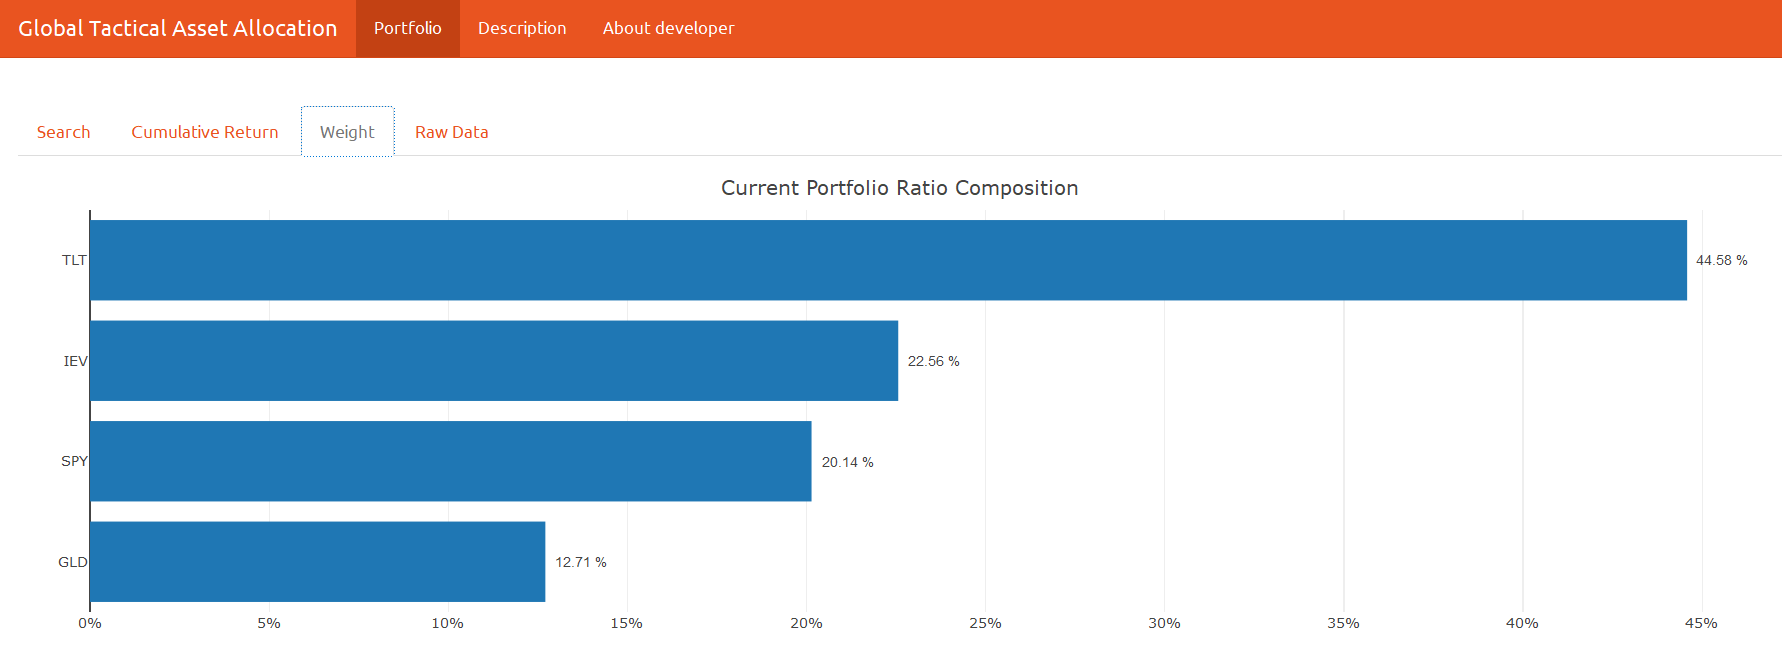 Global Tactical Asset Allocation Portfolio Description About developer
Search Cumulative Return Weight Raw Data
Current Portfolio Ratio Composition
TLT 44.58 %
IEV 22.56 %
SPY 20.14 %
GLD 12.71 %
0% 5% 10% 15% 20% 25% 30% 35% 40% 45%